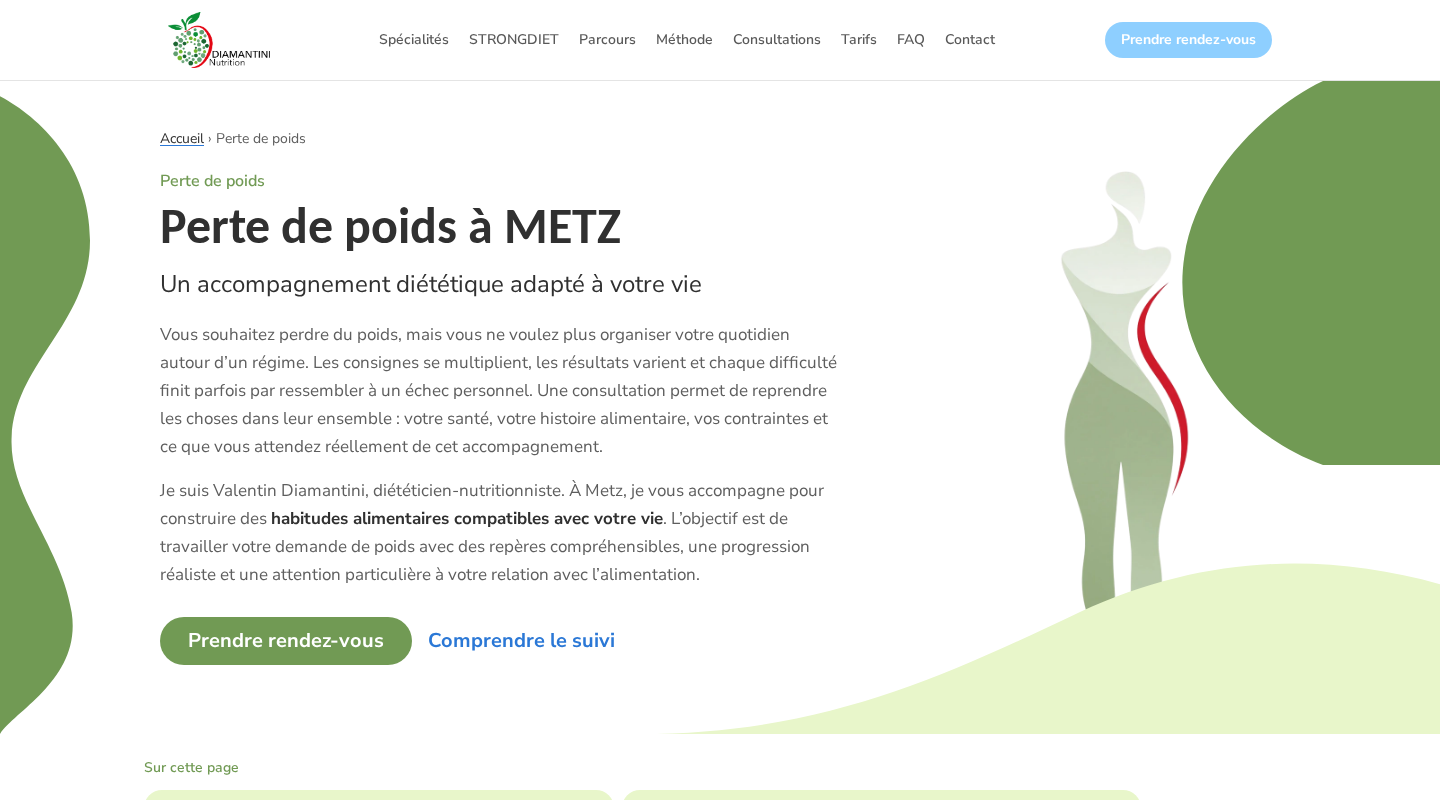 DIAMANTINI
Nutrition
Spécialités STRONGDIET Parcours Méthode Consultations Tarifs FAQ Contact
Prendre rendez-vous
Accueil › Perte de poids
Perte de poids
Perte de poids à METZ
Un accompagnement diététique adapté à votre vie
Vous souhaitez perdre du poids, mais vous ne voulez plus organiser votre quotidien
autour d’un régime. Les consignes se multiplient, les résultats varient et chaque difficulté
finit parfois par ressembler à un échec personnel. Une consultation permet de reprendre
les choses dans leur ensemble : votre santé, votre histoire alimentaire, vos contraintes et
ce que vous attendez réellement de cet accompagnement.
Je suis Valentin Diamantini, diététicien-nutritionniste. À Metz, je vous accompagne pour
construire des habitudes alimentaires compatibles avec votre vie. L’objectif est de
travailler votre demande de poids avec des repères compréhensibles, une progression
réaliste et une attention particulière à votre relation avec l’alimentation.
Prendre rendez-vous Comprendre le suivi
Sur cette page